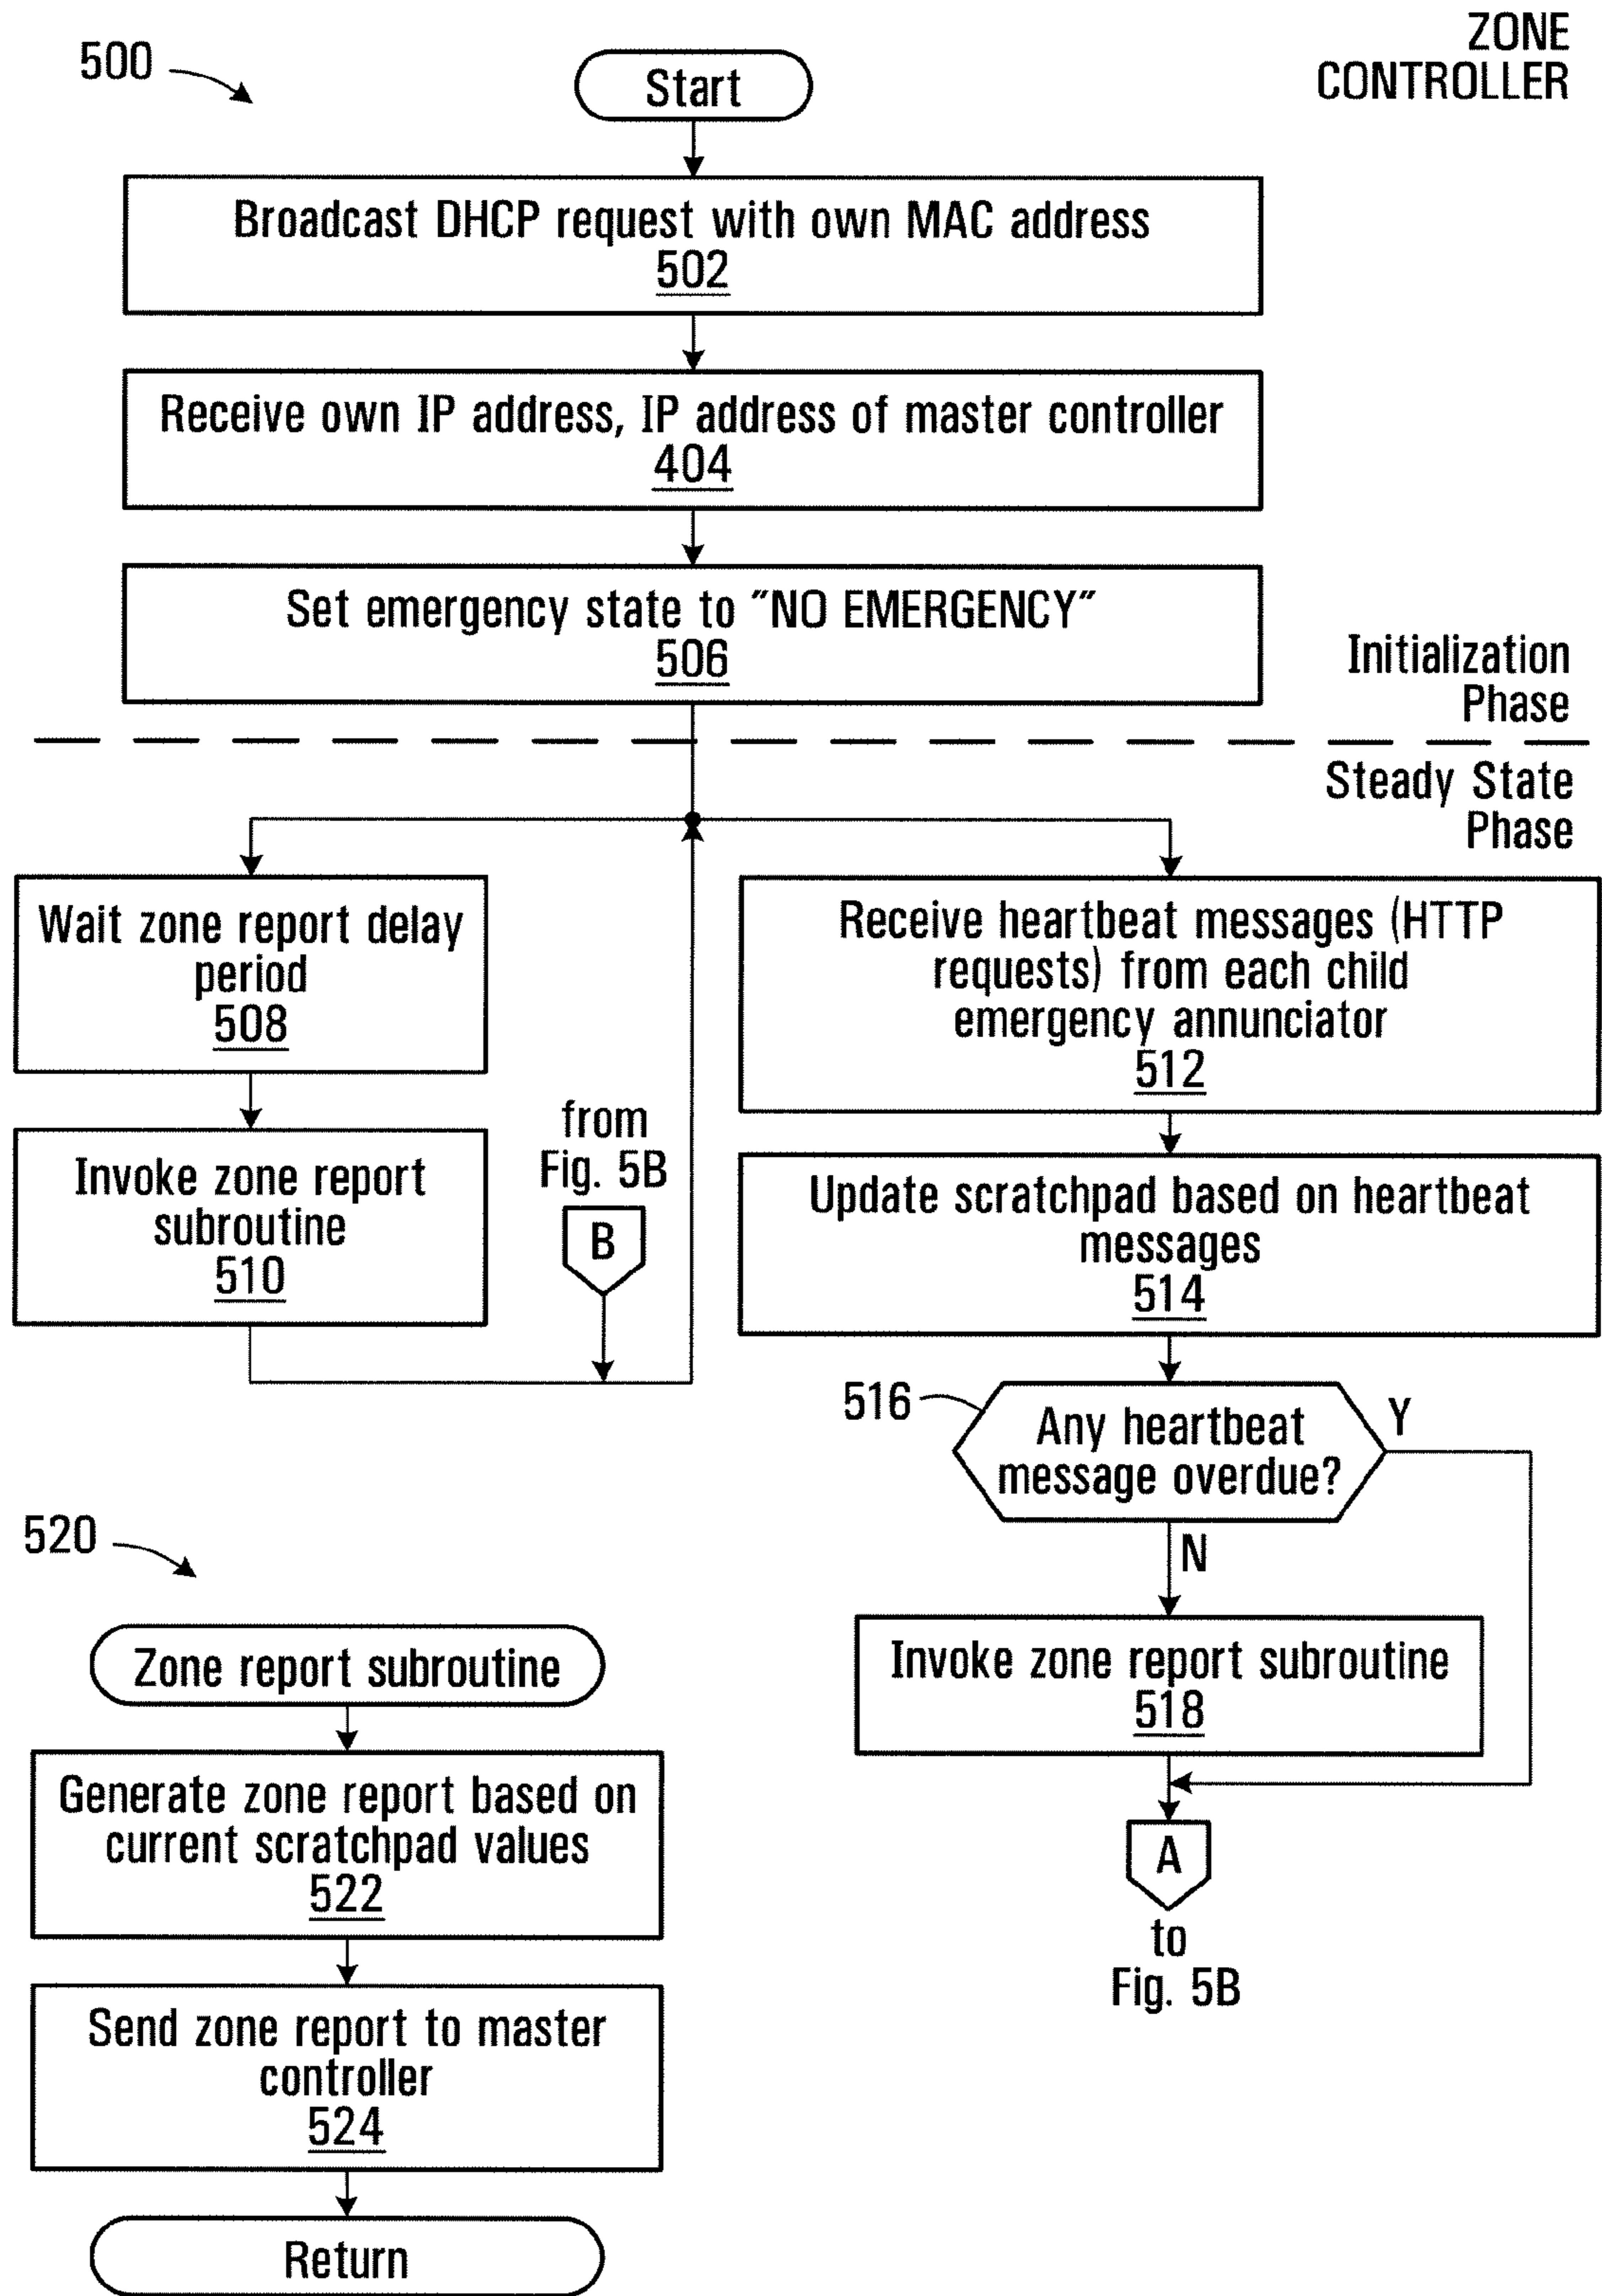 500
Start
ZONE
CONTROLLER
Broadcast DHCP request with own MAC address
502
Receive own IP address, IP address of master controller
404
Set emergency state to "NO EMERGENCY"
506
Initialization
Phase
Steady State
Phase
Wait zone report delay
period
508
Invoke zone report
subroutine
510
from
Fig. 5B
B
Receive heartbeat messages (HTTP
requests) from each child
emergency annunciator
512
Update scratchpad based on heartbeat
messages
514
516
Any heartbeat
message overdue?
Y
N
Invoke zone report subroutine
518
A
to
Fig. 5B
520
Zone report subroutine
Generate zone report based on
current scratchpad values
522
Send zone report to master
controller
524
Return